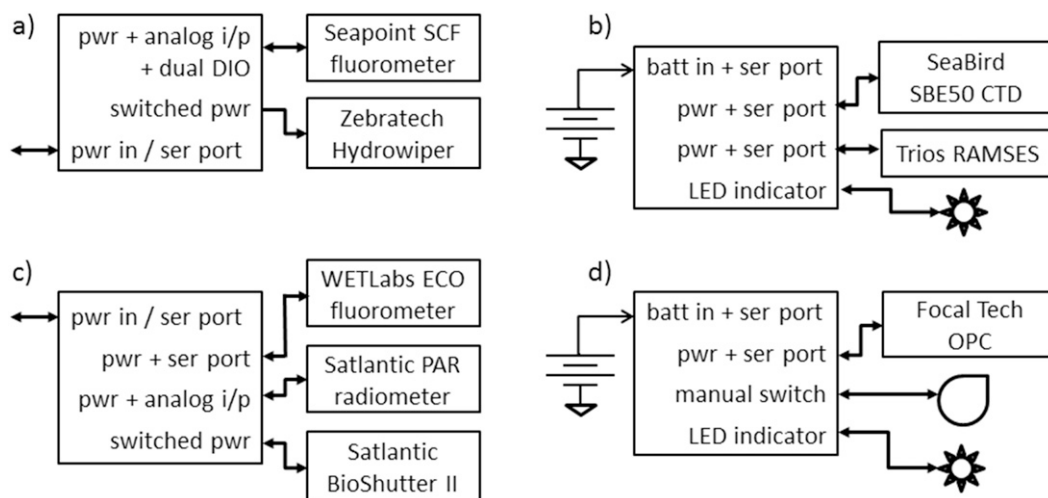 a)
pwr + analog i/p
+ dual DIO
switched pwr
pwr in / ser port
Seapoint SCF
fluorometer
Zebratech
Hydrowiper
b)
batt in + ser port
pwr + ser port
pwr + ser port
LED indicator
SeaBird
SBE50 CTD
Trios RAMSES
c)
pwr in / ser port
pwr + ser port
pwr + analog i/p
switched pwr
WETLabs ECO
fluorometer
Satlantic PAR
radiometer
Satlantic
BioShutter II
d)
batt in + ser port
pwr + ser port
manual switch
LED indicator
Focal Tech
OPC